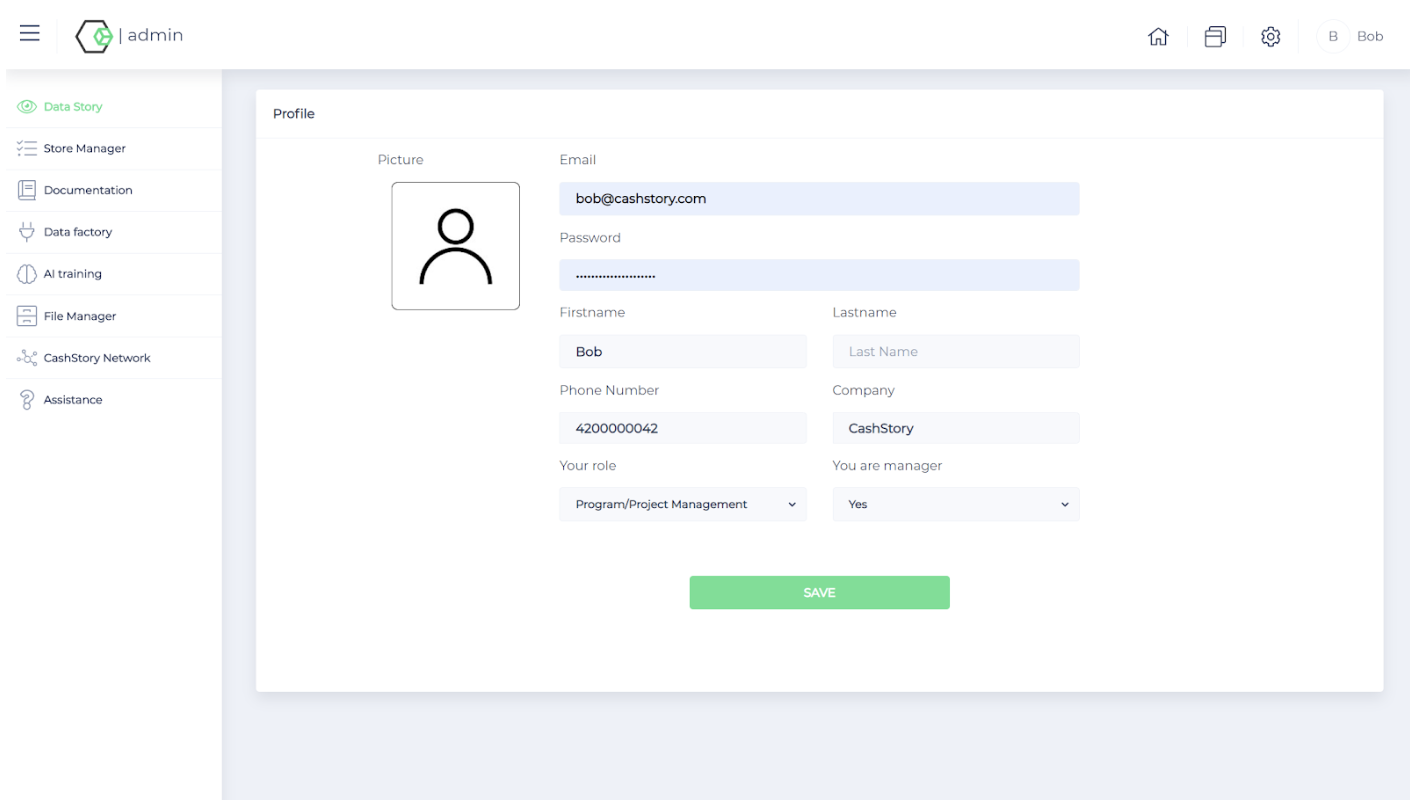 | admin
B Bob
Data Story
Store Manager
Documentation
Data factory
AI training
File Manager
CashStory Network
Assistance
Profile
Picture
Email
bob@cashstory.com
Password
•••••••••••••••••••••
Firstname Lastname
Bob Last Name
Phone Number Company
4200000042 CashStory
Your role You are manager
Program/Project Management Yes
SAVE